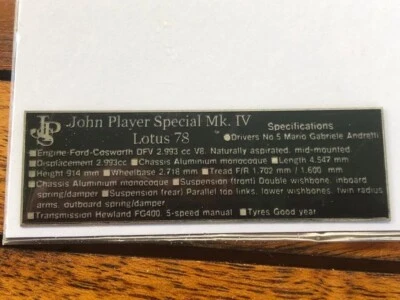 JPS John Player Special Mk. IV
Lotus 78
Specifications
●Drivers No.5 Mario Gabriele Andretti
■Engine-Ford-Cosworth DFV 2.993 cc V8, Naturally aspirated, mid-mounted
■Displacement 2.993cc ■Chassis Aluminium monocoque ■Length 4.547 mm
■Height 914 mm ■Wheelbase 2.718 mm ■Tread F/R 1.702 mm / 1.600 mm
■Chassis Aluminium monocoque ■Suspension (front) Double wishbone, inboard
spring/damper ■Suspension (rear) Parallel top links, lower wishbones, twin radius
arms, outboard spring/damper
■Transmission Hewland FG400, 5-speed manual ■Tyres Good year